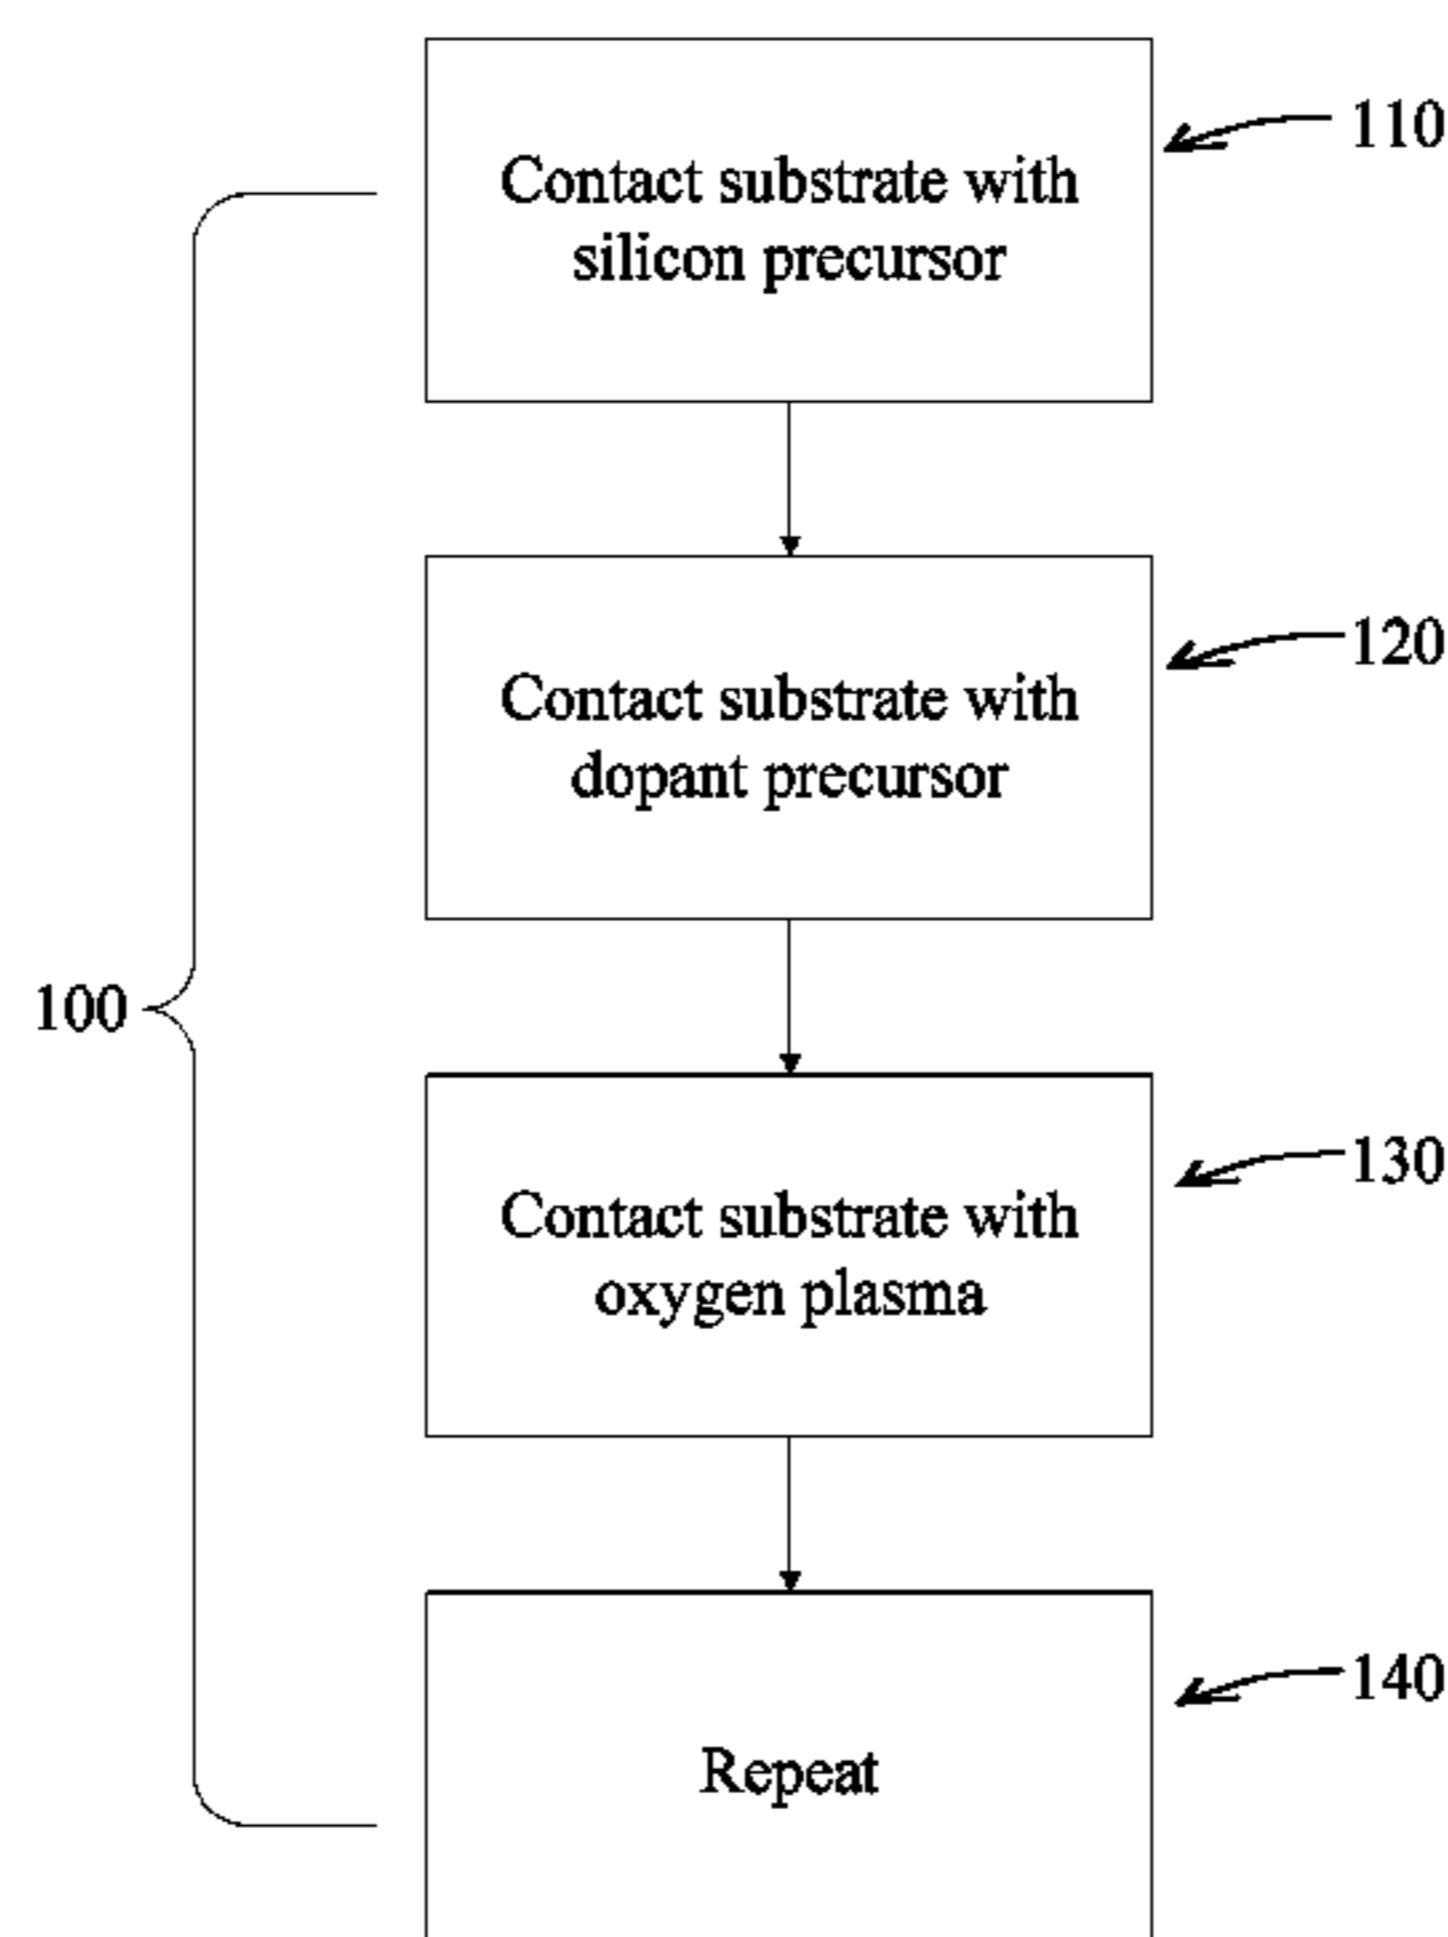 110
Contact substrate with
silicon precursor
120
Contact substrate with
dopant precursor
100
130
Contact substrate with
oxygen plasma
140
Repeat